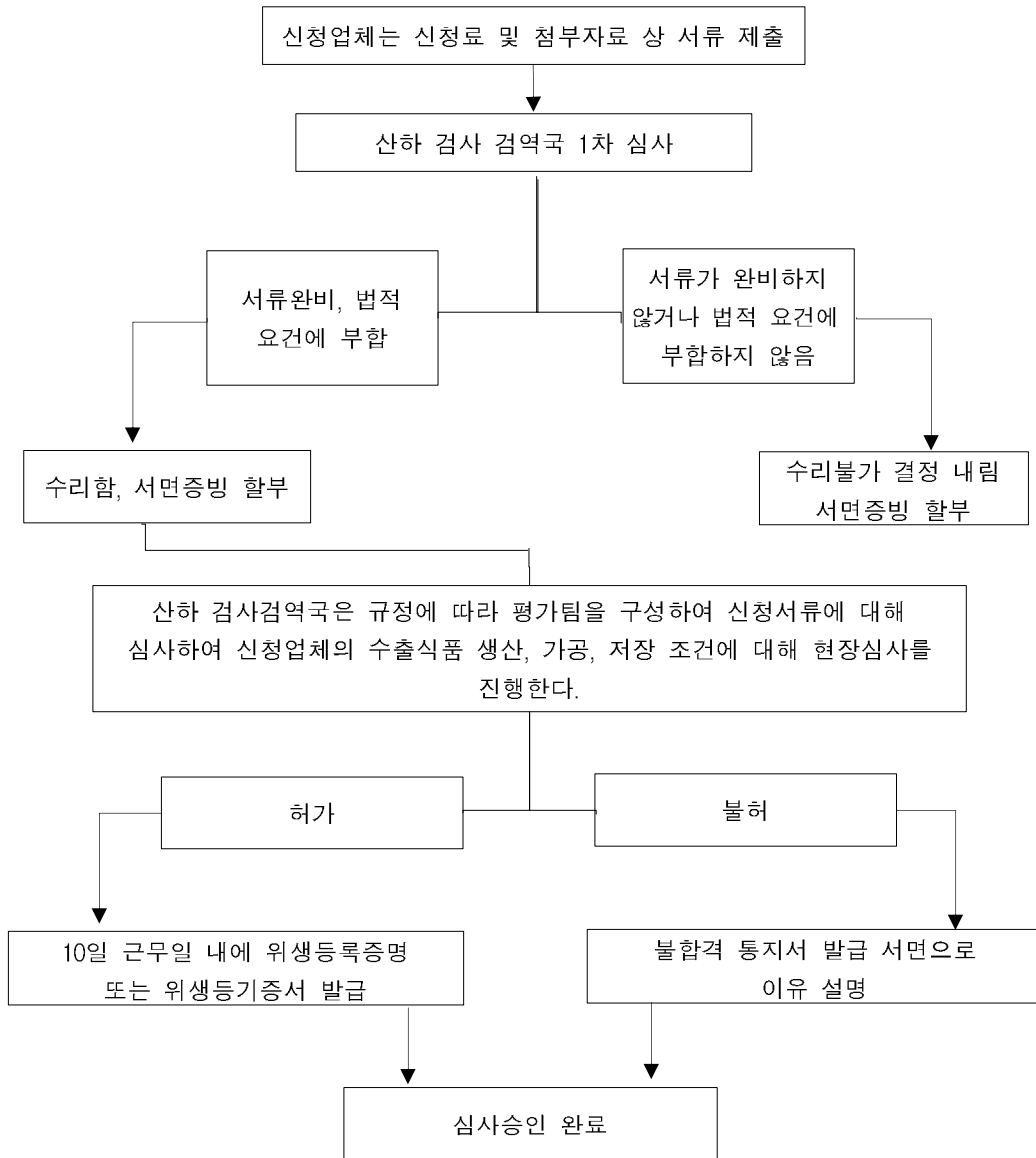 신청업체는 신청료 및 첨부자료 상 서류 제출
산하 검사 검역국 1차 심사
서류완비, 법적
요건에 부합
서류가 완비하지
않거나 법적 요건에
부합하지 않음
수리함, 서면증빙 할부
수리불가 결정 내림
서면증빙 할부
산하 검사검역국은 규정에 따라 평가팀을 구성하여 신청서류에 대해
심사하여 신청업체의 수출식품 생산, 가공, 저장 조건에 대해 현장심사를
진행한다.
허가
불허
10일 근무일 내에 위생등록증명
또는 위생등기증서 발급
불합격 통지서 발급 서면으로
이유 설명
심사승인 완료